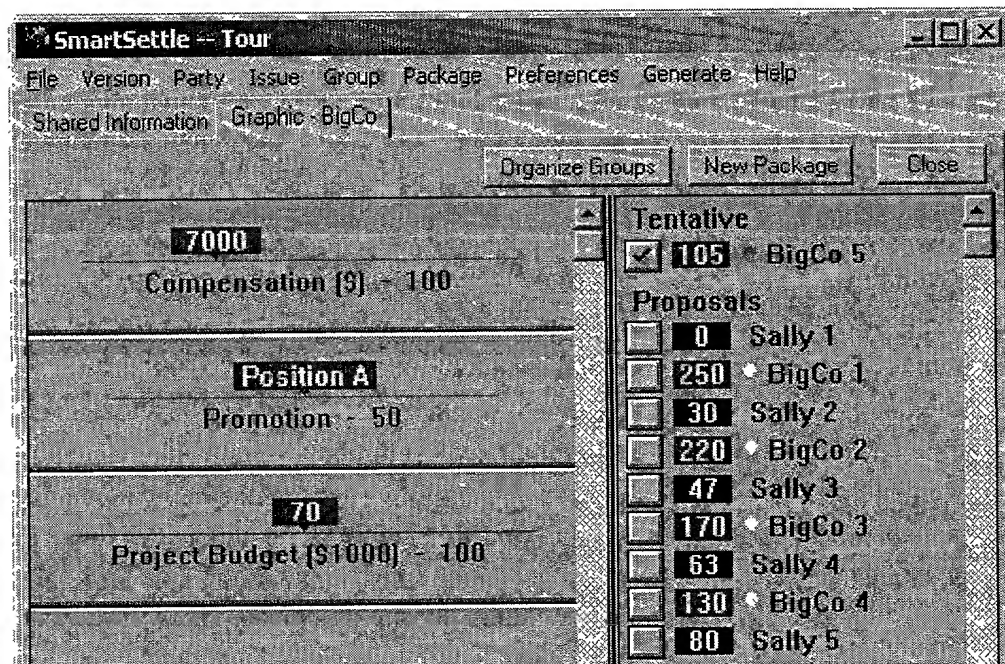 SmartSettle -- Tour
File Version Party Issue Group Package Preferences Generate Help
Shared Information Graphic - BigCo
Organize Groups New Package Close
7000
Compensation ($) - 100
Position A
Promotion - 50
70
Project Budget ($1000) - 100
Tentative
105 BigCo 5
Proposals
0 Sally 1
250 BigCo 1
30 Sally 2
220 BigCo 2
47 Sally 3
170 BigCo 3
63 Sally 4
130 BigCo 4
80 Sally 5